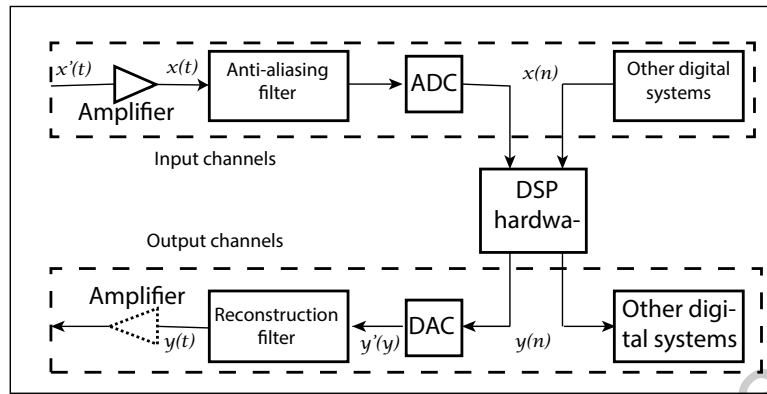 x'(t)
x(t)
Amplifier
Anti-aliasing
filter
ADC
x(n)
Other digital
systems
Input channels
DSP
hardwa-
Output channels
Amplifier
y(t)
Reconstruction
filter
y'(y)
DAC
y(n)
Other digi-
tal systems